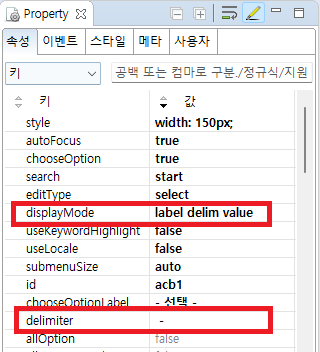 Property
속성 이벤트 스타일 메타 사용자
키 공백 또는 컴마로 구분./정규식/지원
키 값
style width: 150px;
autoFocus true
chooseOption true
search start
editType select
displayMode label delim value
useKeywordHighlight false
useLocale false
submenuSize auto
id acb1
chooseOptionLabel - 선택 -
delimiter -
allOption false